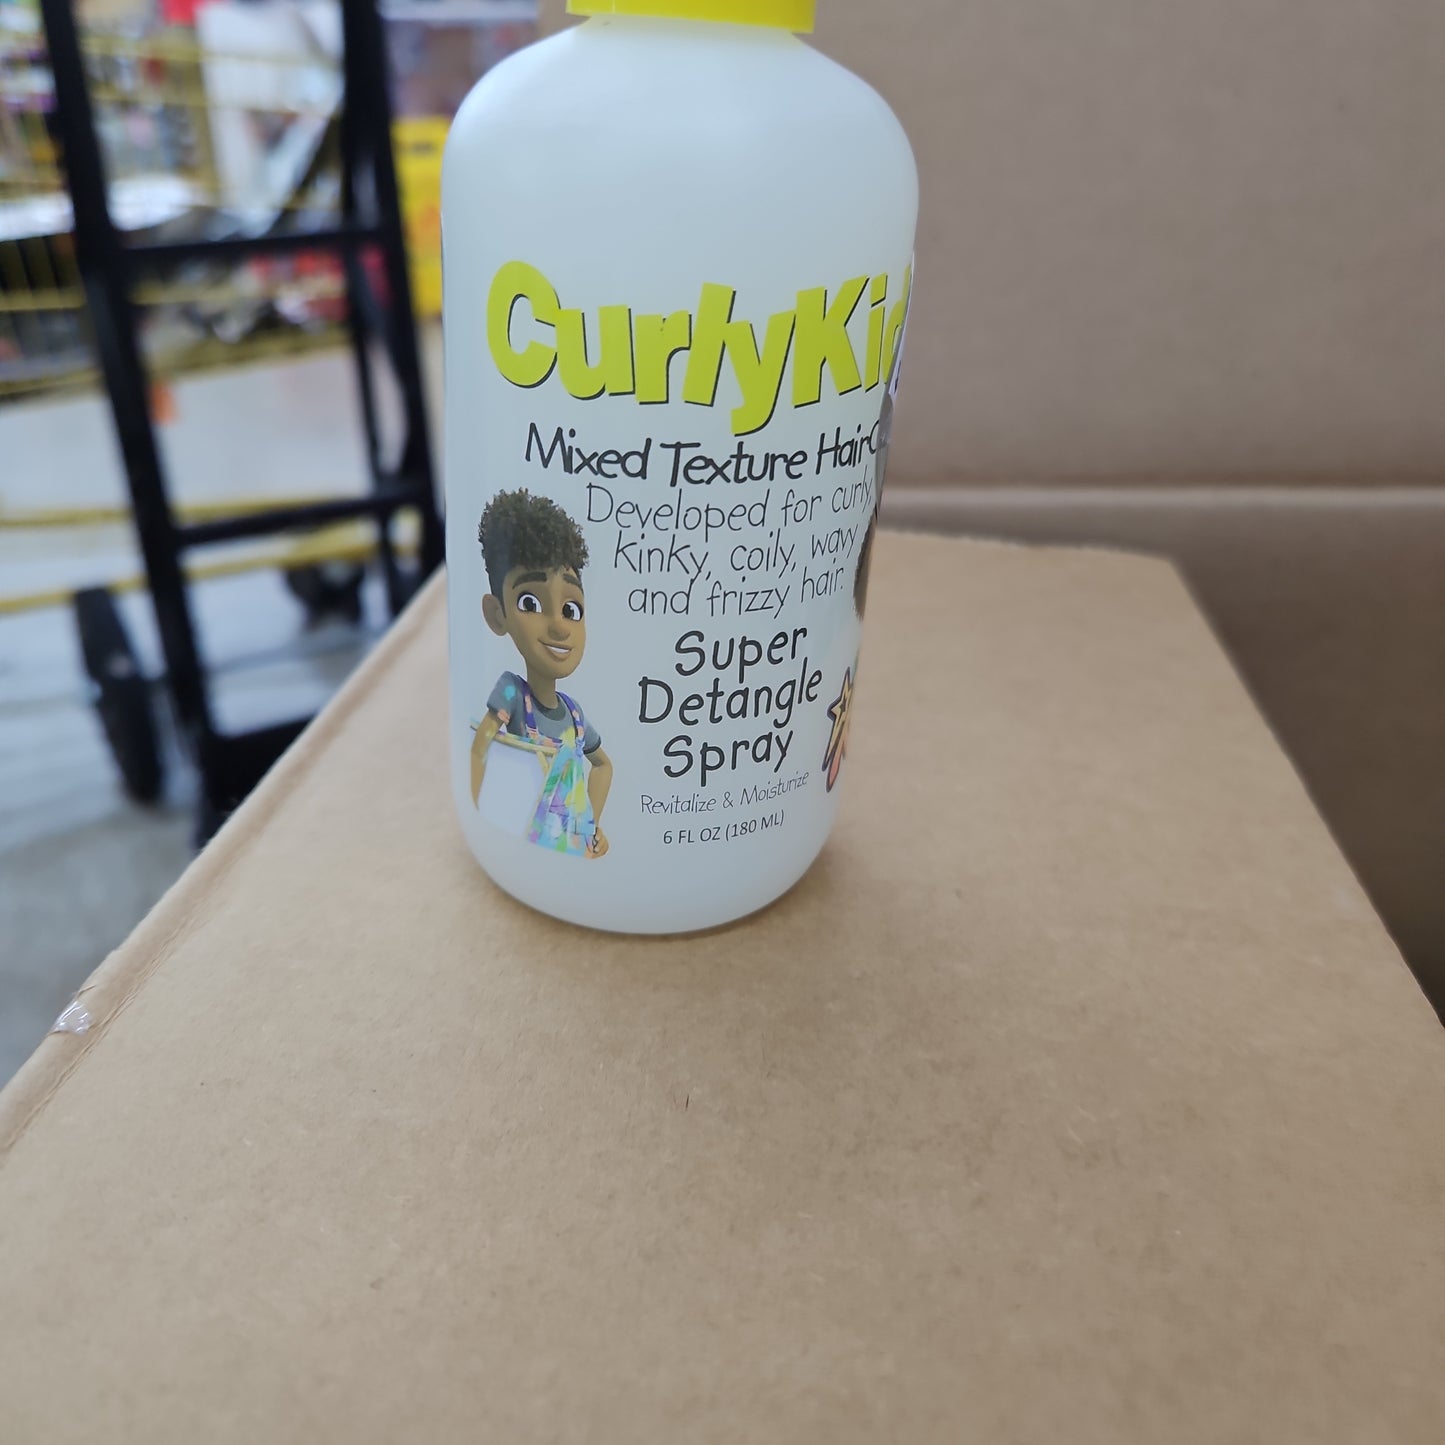 CurlyKid
Mixed Texture HairC
Developed for curly,
kinky, coily, wavy
and frizzy hair.
Super
Detangle
Spray
Revitalize & Moisturize
6 FL OZ (180 ML)